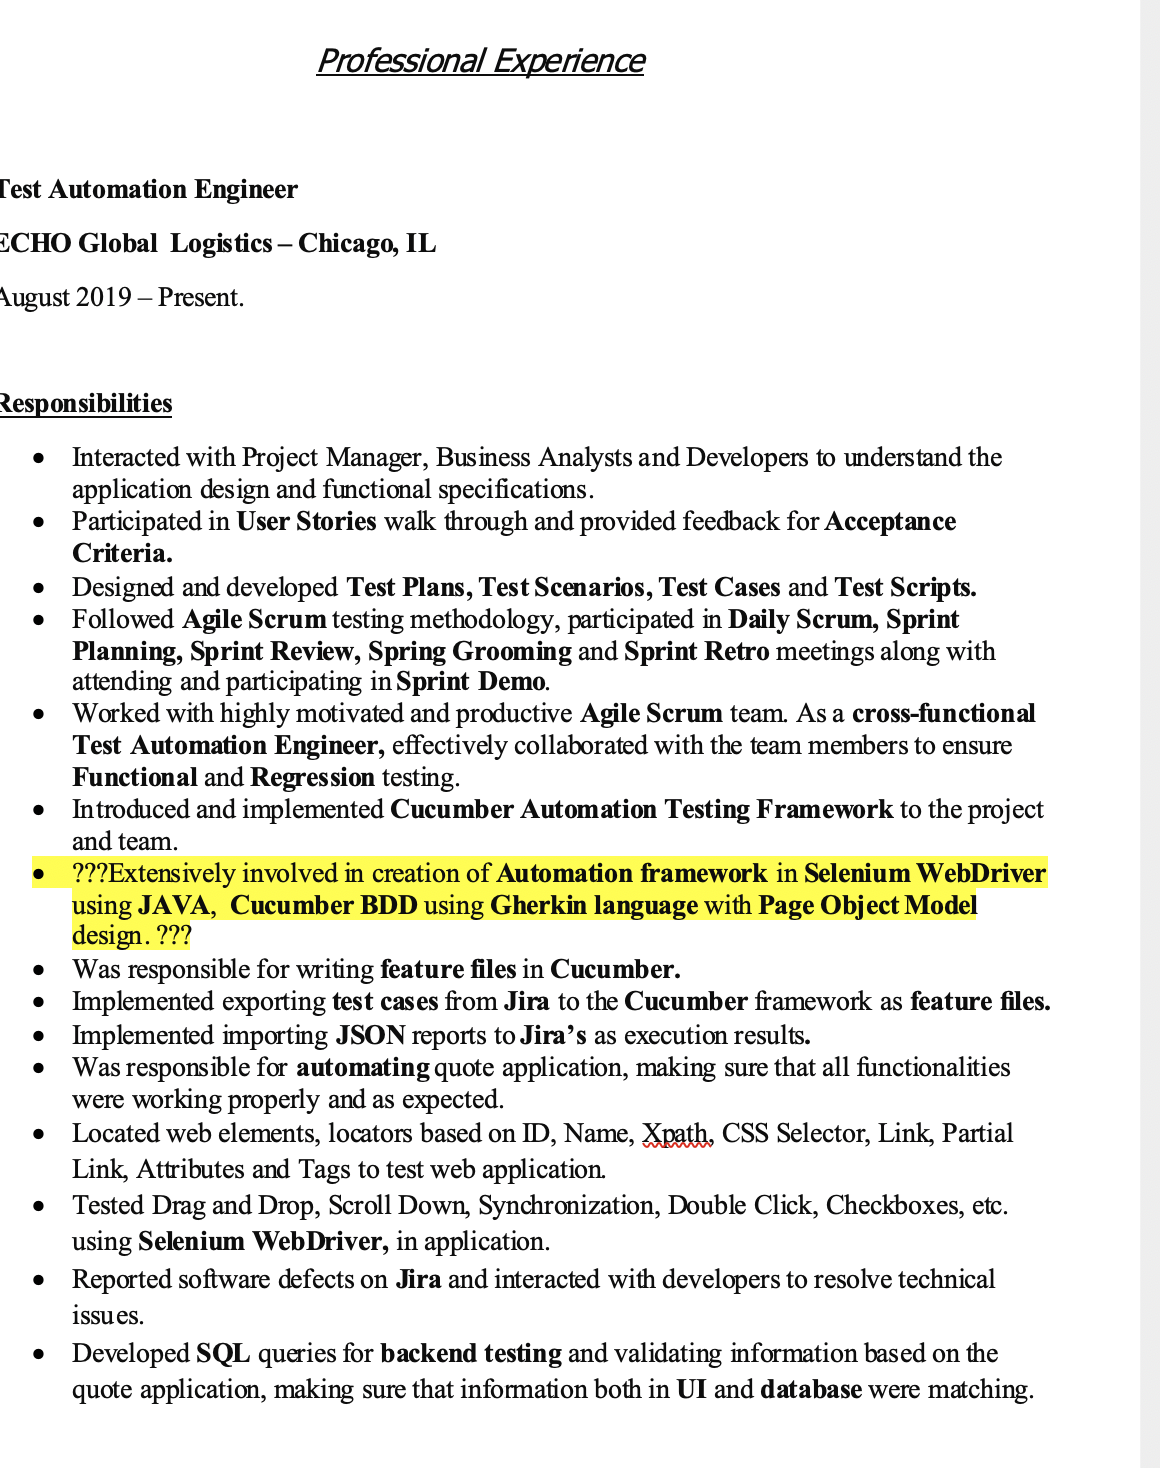 Professional Experience
Test Automation Engineer
ECHO Global Logistics – Chicago, IL
August 2019 – Present.
Responsibilities
• Interacted with Project Manager, Business Analysts and Developers to understand the
application design and functional specifications.
• Participated in User Stories walk through and provided feedback for Acceptance
Criteria.
• Designed and developed Test Plans, Test Scenarios, Test Cases and Test Scripts.
• Followed Agile Scrum testing methodology, participated in Daily Scrum, Sprint
Planning, Sprint Review, Spring Grooming and Sprint Retro meetings along with
attending and participating in Sprint Demo.
• Worked with highly motivated and productive Agile Scrum team. As a cross-functional
Test Automation Engineer, effectively collaborated with the team members to ensure
Functional and Regression testing.
• Introduced and implemented Cucumber Automation Testing Framework to the project
and team.
• ???Extensively involved in creation of Automation framework in Selenium WebDriver
using JAVA, Cucumber BDD using Gherkin language with Page Object Model
design. ???
• Was responsible for writing feature files in Cucumber.
• Implemented exporting test cases from Jira to the Cucumber framework as feature files.
• Implemented importing JSON reports to Jira’s as execution results.
• Was responsible for automating quote application, making sure that all functionalities
were working properly and as expected.
• Located web elements, locators based on ID, Name, Xpath, CSS Selector, Link, Partial
Link, Attributes and Tags to test web application.
• Tested Drag and Drop, Scroll Down, Synchronization, Double Click, Checkboxes, etc.
using Selenium WebDriver, in application.
• Reported software defects on Jira and interacted with developers to resolve technical
issues.
• Developed SQL queries for backend testing and validating information based on the
quote application, making sure that information both in UI and database were matching.